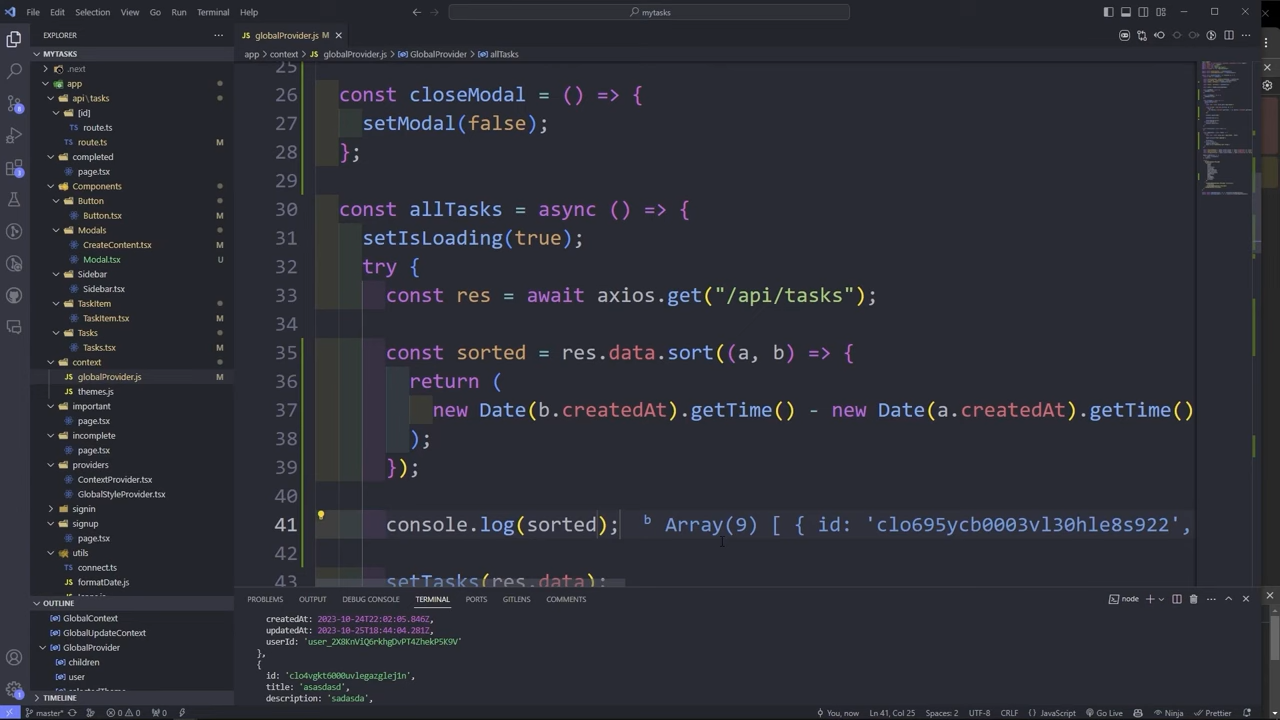 File Edit Selection View Go Run Terminal Help
mytasks
EXPLORER
MYTASKS
.next
app
api\tasks
[id]
route.ts
route.ts M
completed
page.tsx
Components
Button
Button.tsx M
Modals
CreateContent.tsx M
Modal.tsx U
Sidebar
Sidebar.tsx
TaskItem
TaskItem.tsx
Tasks
Tasks.tsx
context
globalProvider.js M
themes.js
important
page.tsx
incomplete
page.tsx
providers
ContextProvider.tsx
GlobalStyleProvider.tsx
signin
signup
page.tsx
utils
connect.ts
formatDate.js
OUTLINE
GlobalContext
GlobalUpdateContext
GlobalProvider
children
user
selectedTheme
TIMELINE
JS globalProvider.js M
app > context > JS globalProvider.js > GlobalProvider > allTasks
25
26 const closeModal = () => {
27 setModal(false);
28 };
29
30 const allTasks = async () => {
31 setIsLoading(true);
32 try {
33 const res = await axios.get("/api/tasks");
34
35 const sorted = res.data.sort((a, b) => {
36 return (
37 new Date(b.createdAt).getTime() - new Date(a.createdAt).getTime()
38 );
39 });
40
41 console.log(sorted); b Array(9) [ { id: 'clo695ycb0003vl30hle8s922',
42
43 setTasks(res.data);
PROBLEMS OUTPUT DEBUG CONSOLE TERMINAL PORTS GITLENS COMMENTS
node
createdAt: 2023-10-24T22:02:05.846Z,
updatedAt: 2023-10-25T18:44:04.281Z,
userId: 'user_2X8KnViQ6rkhgDvPT4ZhekP5K9V'
},
{
id: 'clo4vgkt6000uvlegazglej1n',
title: 'asasdasd',
description: 'sadasda',
master* 0 0 0 You, now Ln 41, Col 25 Spaces: 2 UTF-8 CRLF JavaScript Go Live Ninja Prettier